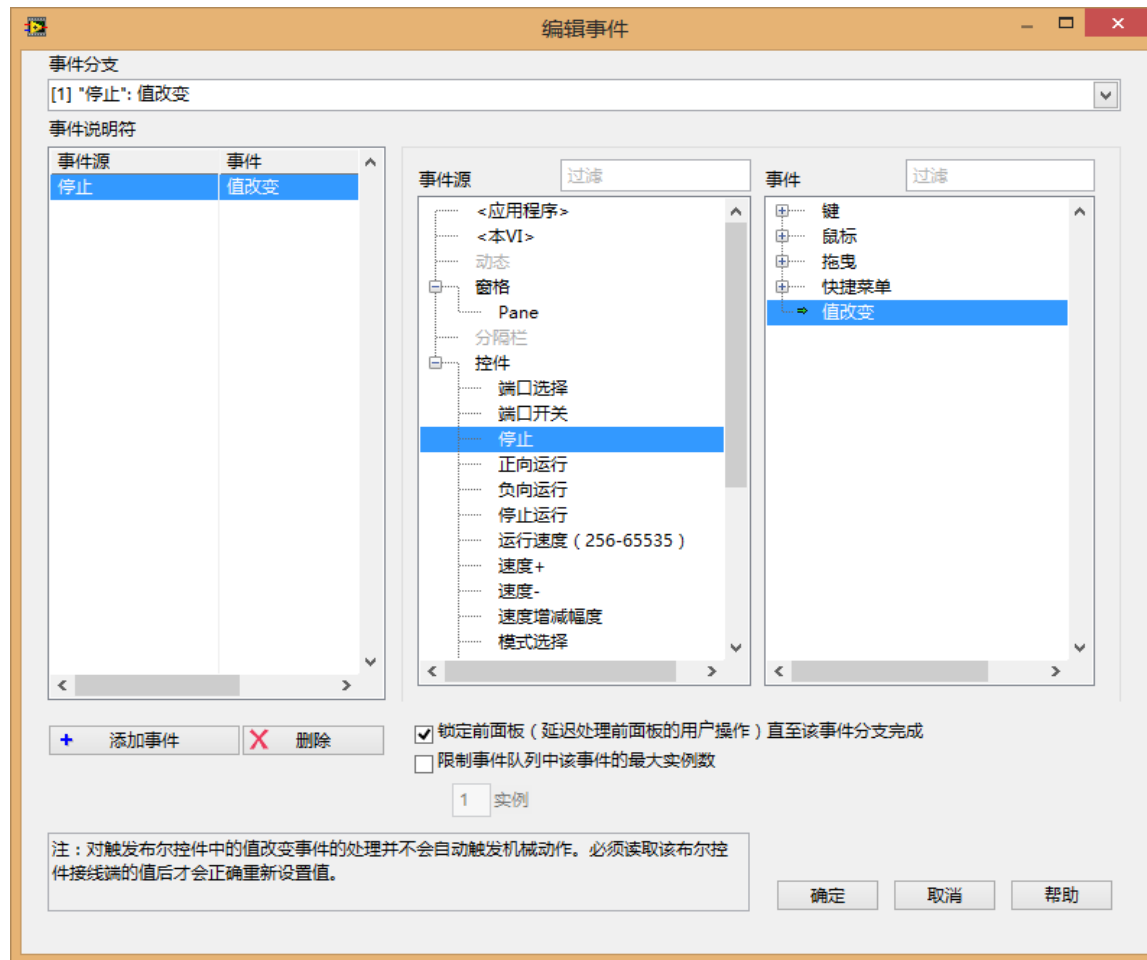 编辑事件
事件分支
[1] "停止": 值改变
事件说明符
事件源 事件
停止 值改变
事件源 过滤
<应用程序>
<本VI>
动态
窗格
Pane
分隔栏
控件
端口选择
端口开关
停止
正向运行
负向运行
停止运行
运行速度（256-65535）
速度+
速度-
速度增减幅度
模式选择
事件 过滤
键
鼠标
拖曳
快捷菜单
值改变
添加事件 删除
锁定前面板（延迟处理前面板的用户操作）直至该事件分支完成
限制事件队列中该事件的最大实例数
1 实例
注：对触发布尔控件中的值改变事件的处理并不会自动触发机械动作。必须读取该布尔控
件接线端的值后才会正确重新设置值。
确定 取消 帮助